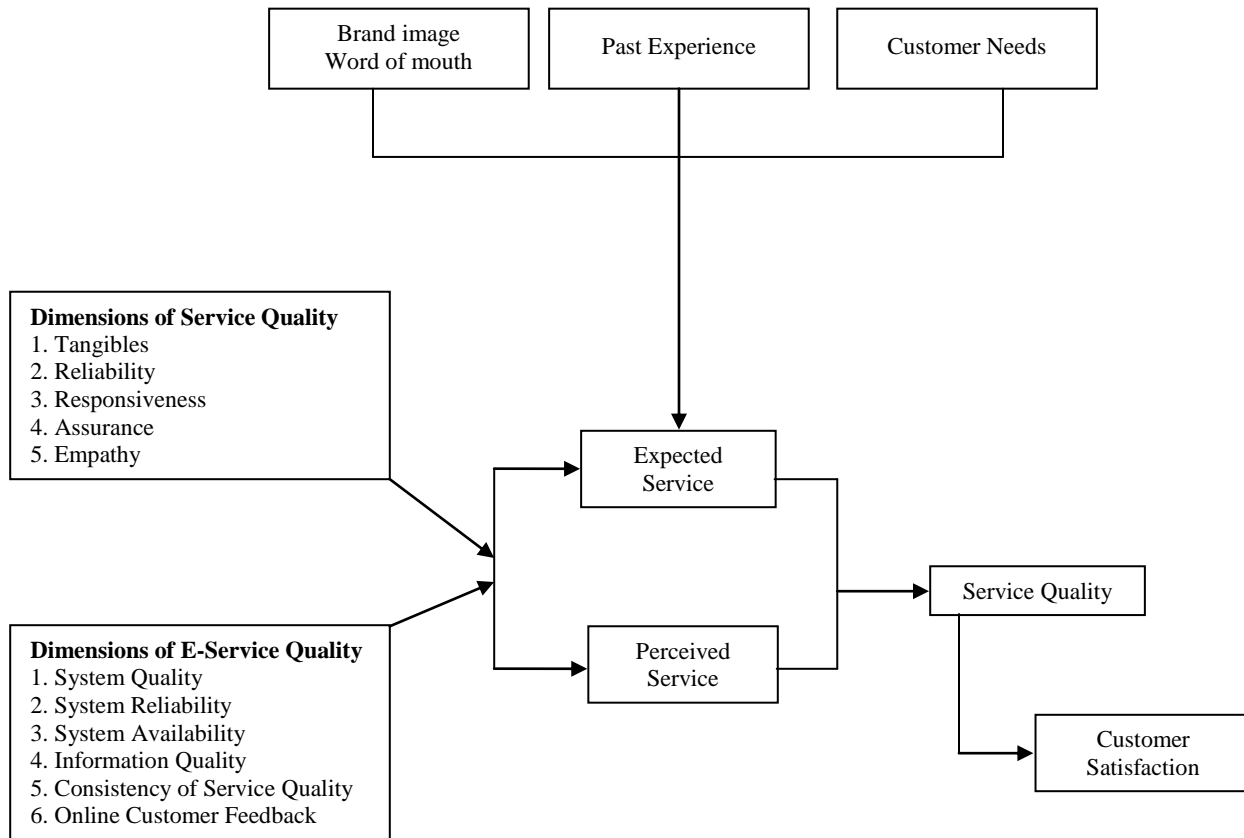 Brand image
Word of mouth
Past Experience
Customer Needs
Dimensions of Service Quality
1. Tangibles
2. Reliability
3. Responsiveness
4. Assurance
5. Empathy
Expected
Service
Service Quality
Dimensions of E-Service Quality
1. System Quality
2. System Reliability
3. System Availability
4. Information Quality
5. Consistency of Service Quality
6. Online Customer Feedback
Perceived
Service
Customer
Satisfaction